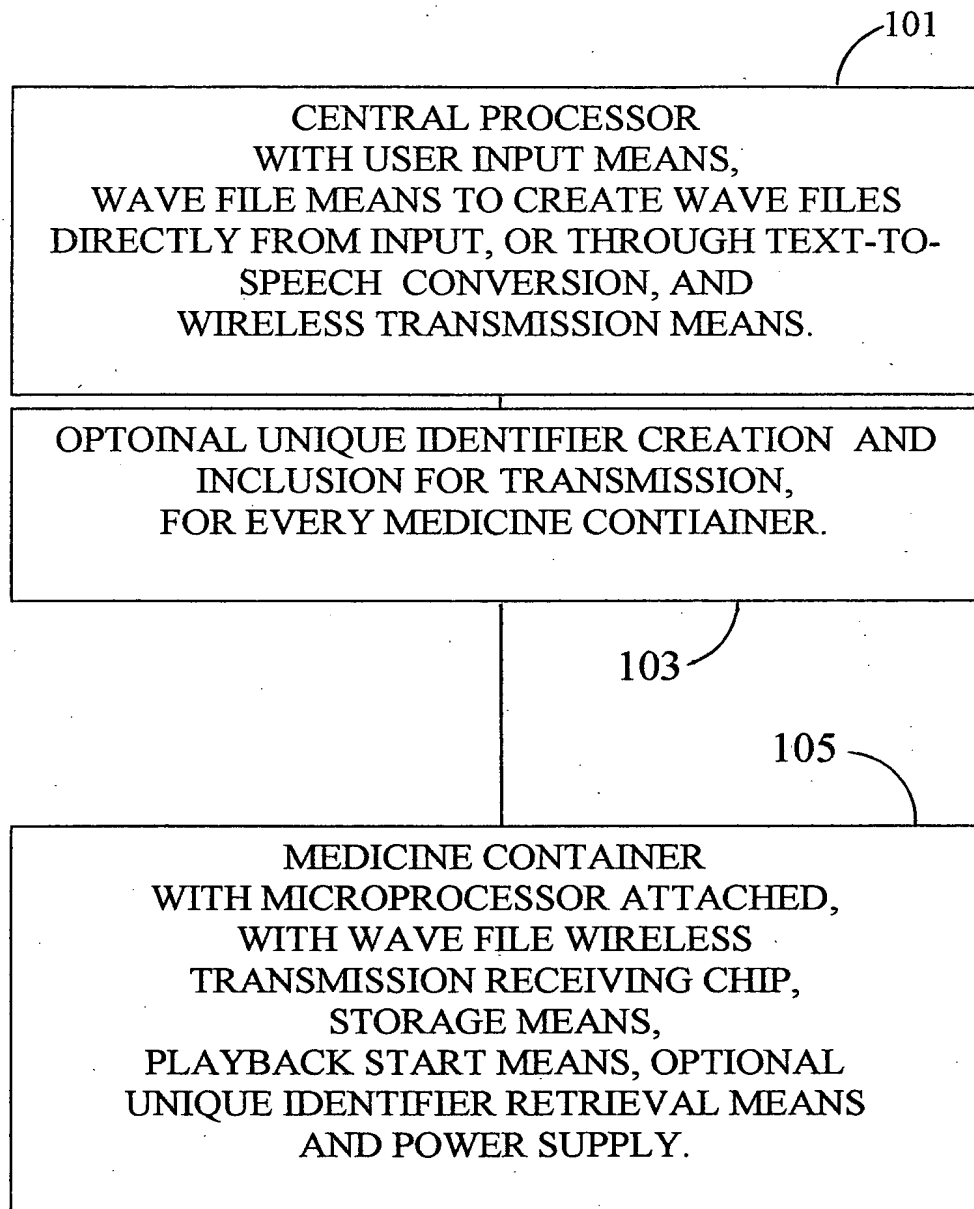 101
CENTRAL PROCESSOR
WITH USER INPUT MEANS,
WAVE FILE MEANS TO CREATE WAVE FILES
DIRECTLY FROM INPUT, OR THROUGH TEXT-TO-
SPEECH CONVERSION, AND
WIRELESS TRANSMISSION MEANS.
OPTOINAL UNIQUE IDENTIFIER CREATION AND
INCLUSION FOR TRANSMISSION,
FOR EVERY MEDICINE CONTIAINER.
103
105
MEDICINE CONTAINER
WITH MICROPROCESSOR ATTACHED,
WITH WAVE FILE WIRELESS
TRANSMISSION RECEIVING CHIP,
STORAGE MEANS,
PLAYBACK START MEANS, OPTIONAL
UNIQUE IDENTIFIER RETRIEVAL MEANS
AND POWER SUPPLY.